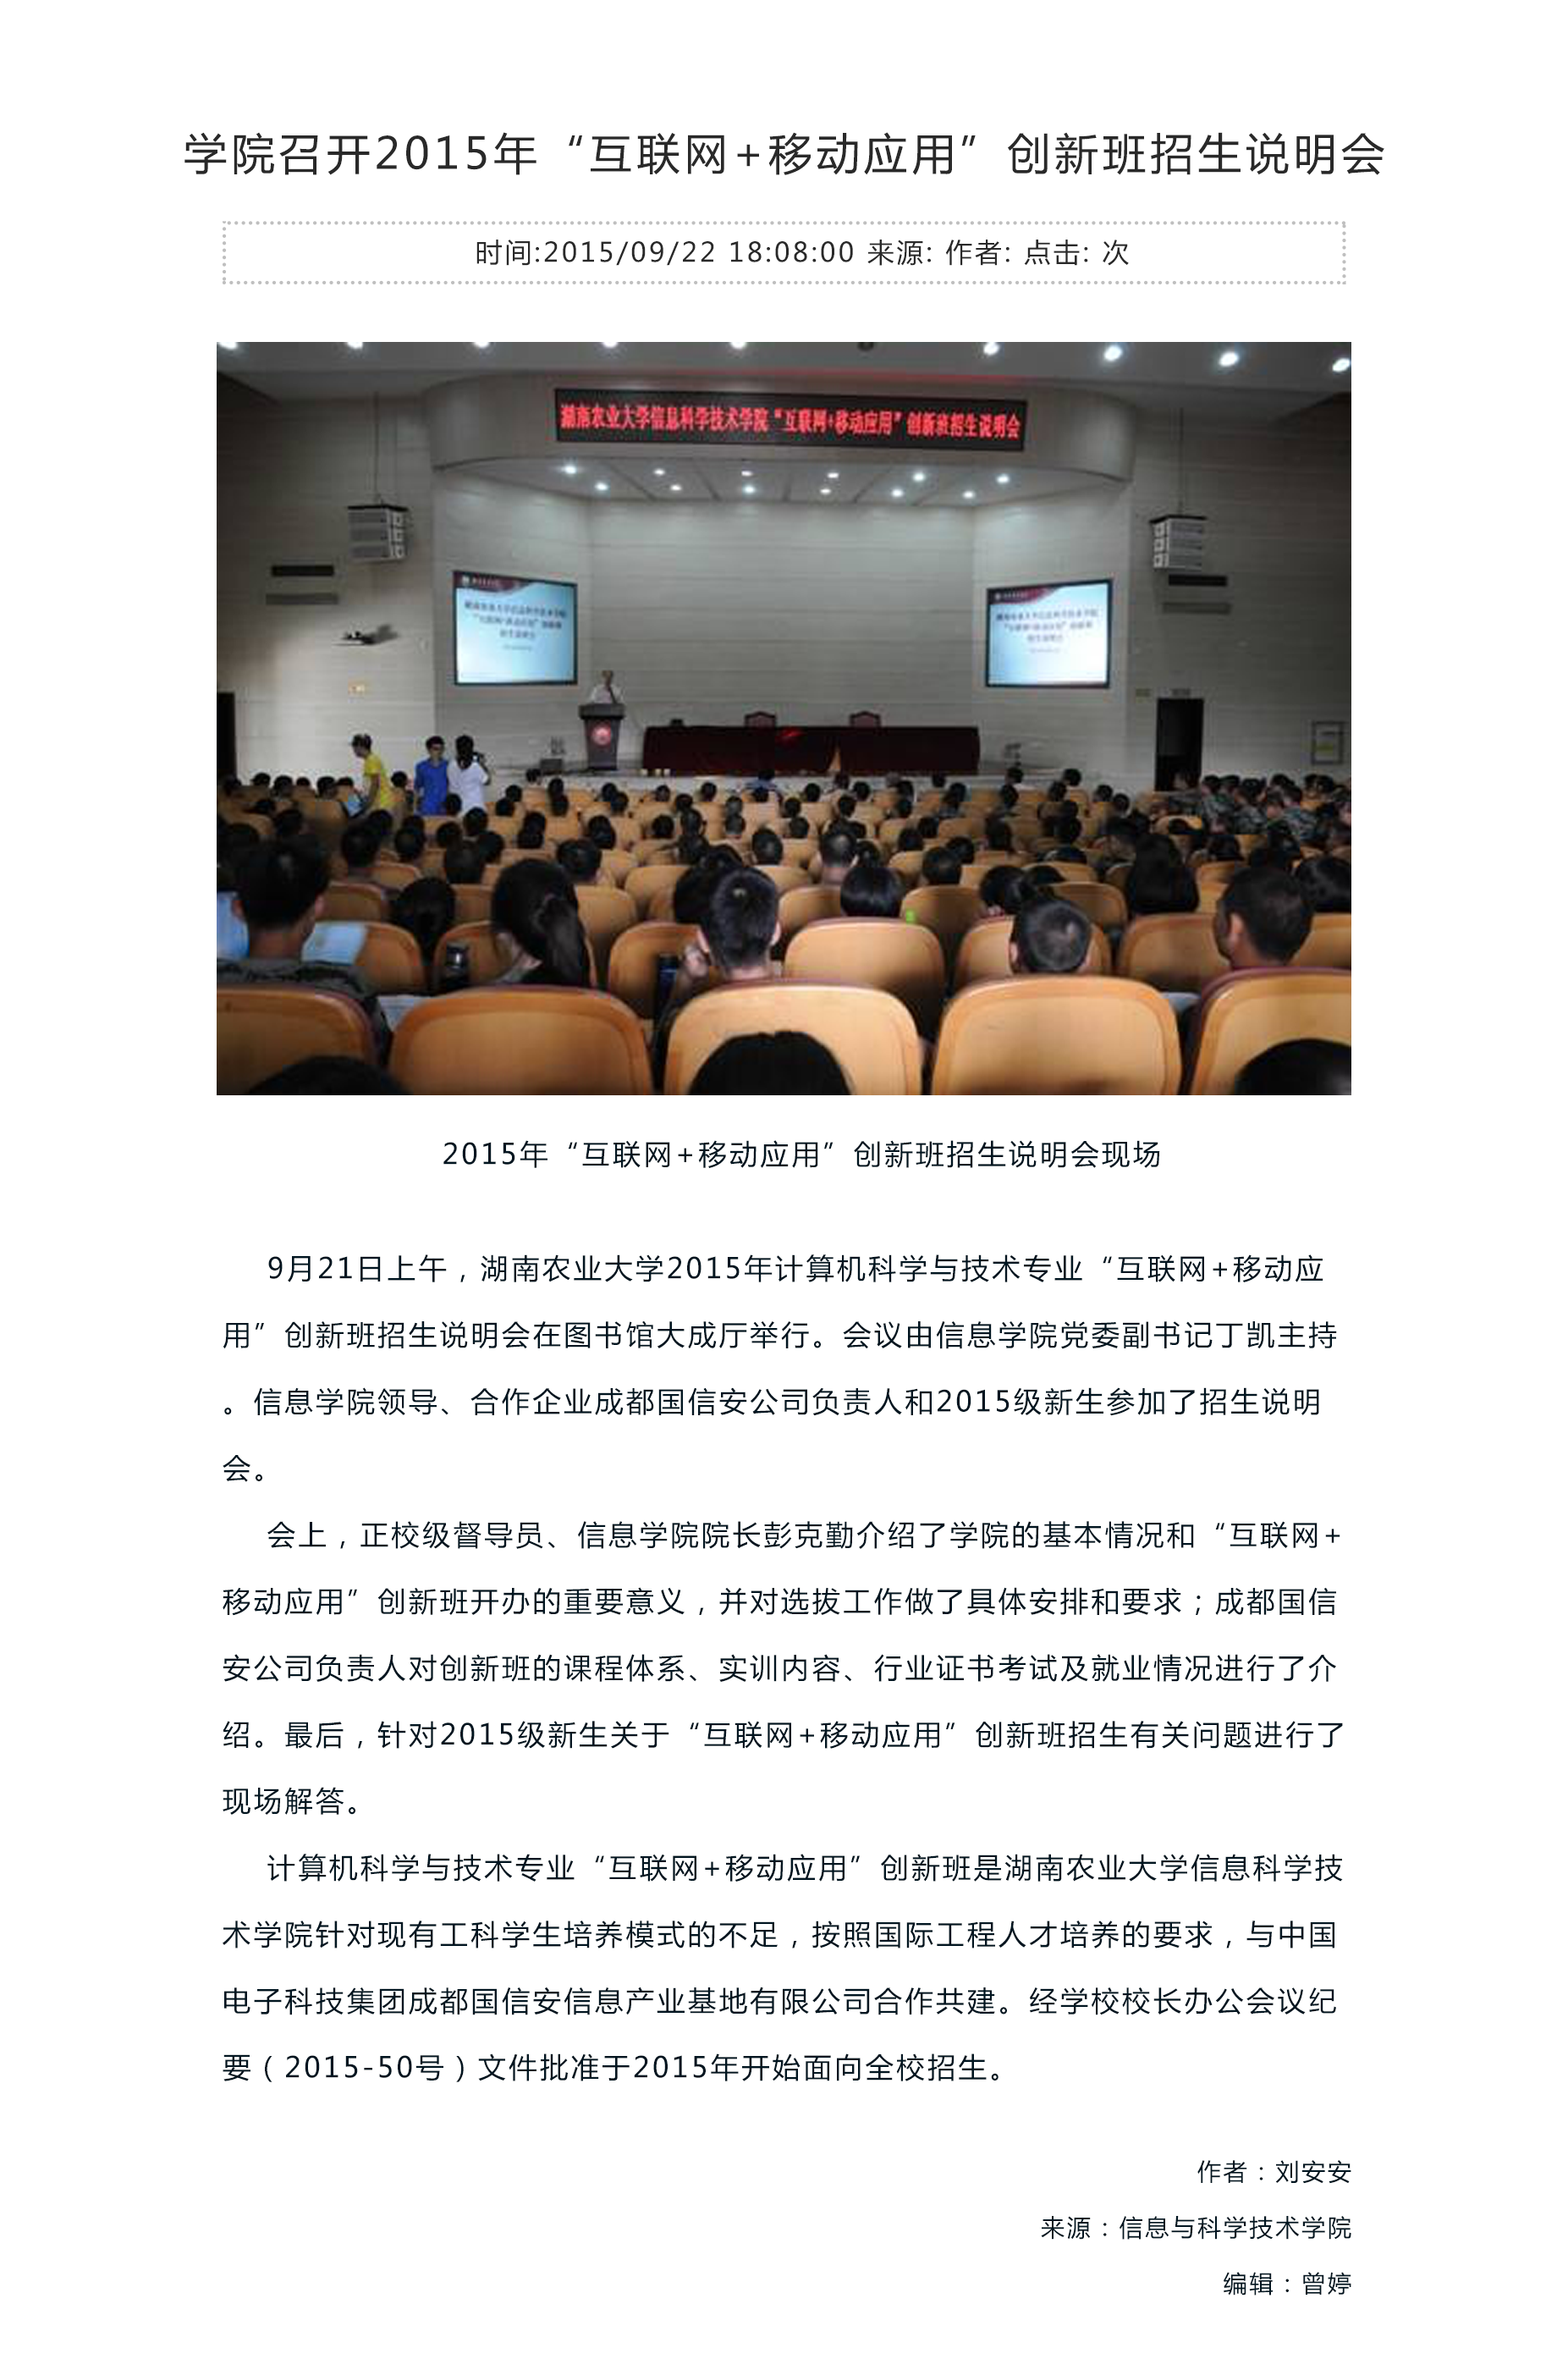 学院召开2015年“互联网+移动应用”创新班招生说明会
时间:2015/09/22 18:08:00 来源: 作者: 点击: 次
湖南农业大学信息科学技术学院“互联网+移动应用”创新班招生说明会
2015年“互联网+移动应用”创新班招生说明会现场
9月21日上午，湖南农业大学2015年计算机科学与技术专业“互联网+移动应
用”创新班招生说明会在图书馆大成厅举行。会议由信息学院党委副书记丁凯主持
。信息学院领导、合作企业成都国信安公司负责人和2015级新生参加了招生说明
会。
会上，正校级督导员、信息学院院长彭克勤介绍了学院的基本情况和“互联网+
移动应用”创新班开办的重要意义，并对选拔工作做了具体安排和要求；成都国信
安公司负责人对创新班的课程体系、实训内容、行业证书考试及就业情况进行了介
绍。最后，针对2015级新生关于“互联网+移动应用”创新班招生有关问题进行了
现场解答。
计算机科学与技术专业“互联网+移动应用”创新班是湖南农业大学信息科学技
术学院针对现有工科学生培养模式的不足，按照国际工程人才培养的要求，与中国
电子科技集团成都国信安信息产业基地有限公司合作共建。经学校校长办公会议纪
要（2015-50号）文件批准于2015年开始面向全校招生。
作者：刘安安
来源：信息与科学技术学院
编辑：曾婷